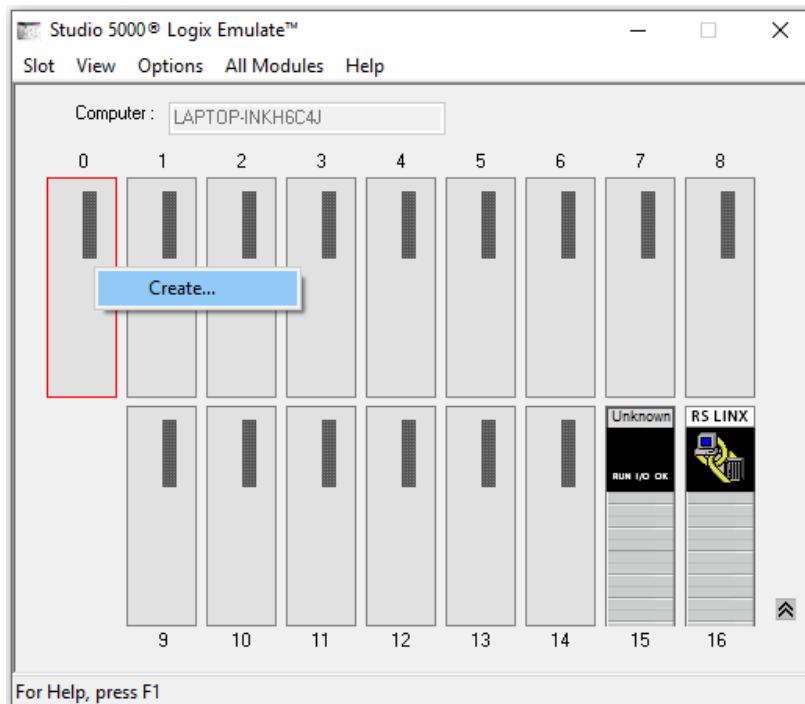 Studio 5000® Logix Emulate™
Slot View Options All Modules Help
Computer : LAPTOP-INKH6C4J
0 1 2 3 4 5 6 7 8
Create...
Unknown RS LINX
RUN I/O OK
9 10 11 12 13 14 15 16
For Help, press F1